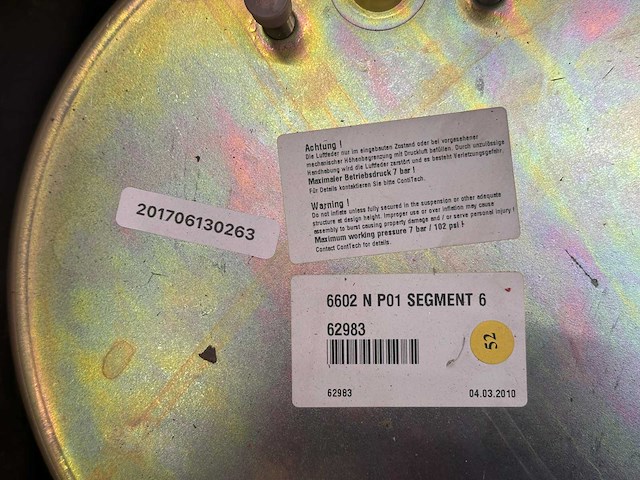 Achtung !
Die Luftfeder nur im eingebauten Zustand oder bei vorgesehener
mechanischer Höhenbegrenzung mit Druckluft befüllen. Durch unzulässige
Handhabung wird die Luftfeder zerstört und es besteht Verletzungsgefahr.
Maximaler Betriebsdruck 7 bar !
Für Details kontaktieren Sie bitte ContiTech.
Warning !
Do not inflate unless fully secured in the suspension or other adequate
structure at design height. Improper use or over inflation may cause
assembly to burst causing property damage and / or serve personal injury !
Maximum working pressure 7 bar / 102 psi !
Contact ContiTech for details.
201706130263
6602 N P01 SEGMENT 6
62983
52
62983 04.03.2010